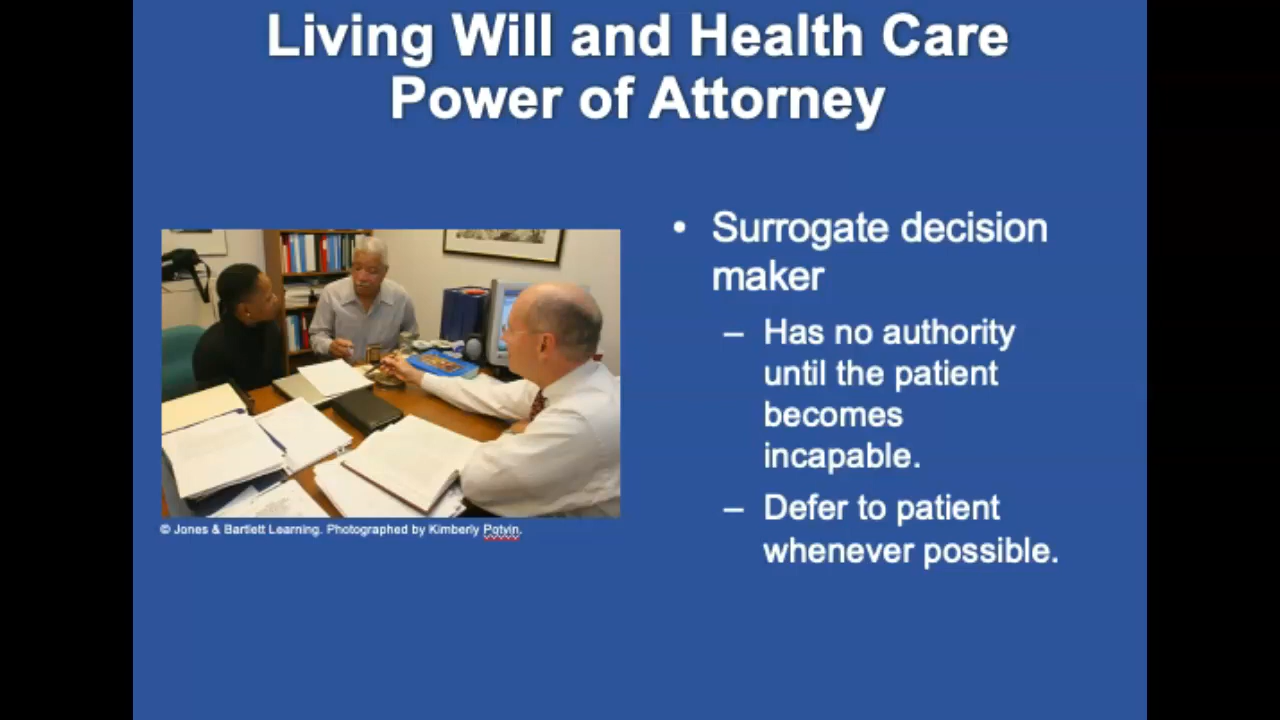 Living Will and Health Care
Power of Attorney
• Surrogate decision
maker
– Has no authority
until the patient
becomes
incapable.
– Defer to patient
whenever possible.
© Jones & Bartlett Learning. Photographed by Kimberly Potvin.